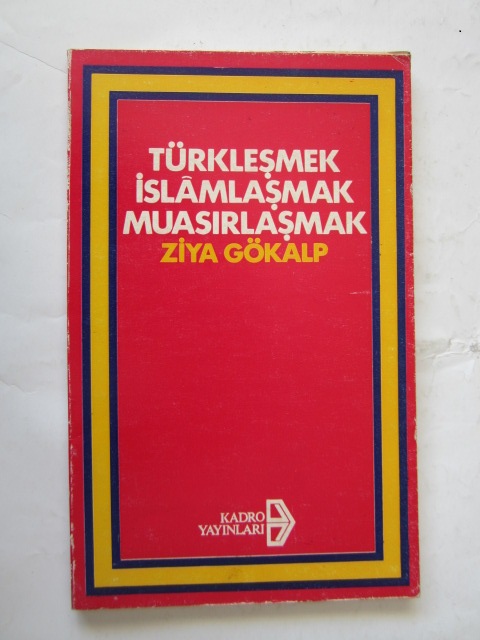 TÜRKLEŞMEK
İSLÂMLAŞMAK
MUASIRLAŞMAK
ZİYA GÖKALP
KADRO
YAYINLARI